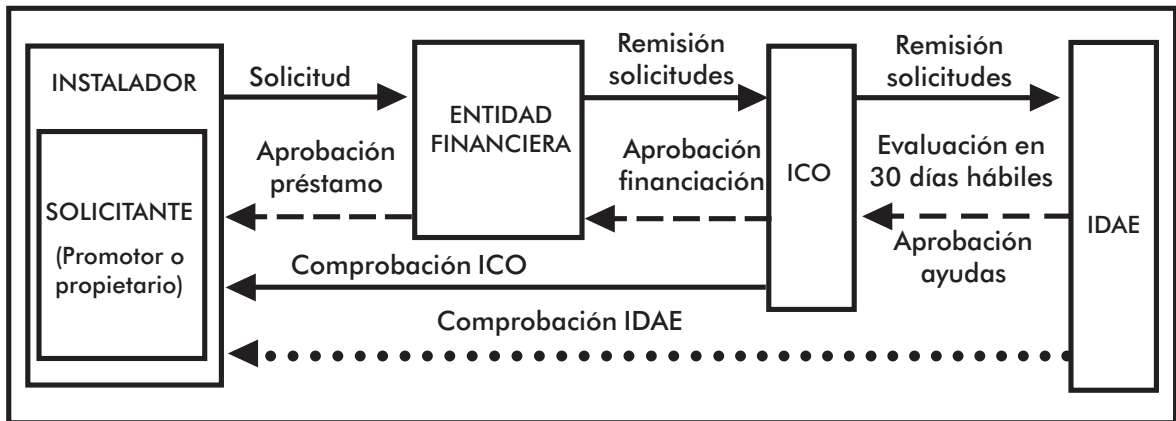 INSTALADOR
SOLICITANTE
(Promotor o
propietario)
Solicitud
Aprobación
préstamo
ENTIDAD
FINANCIERA
Remisión
solicitudes
Aprobación
financiación
ICO
Remisión
solicitudes
Evaluación en
30 días hábiles
Aprobación
ayudas
IDAE
Comprobación ICO
Comprobación IDAE